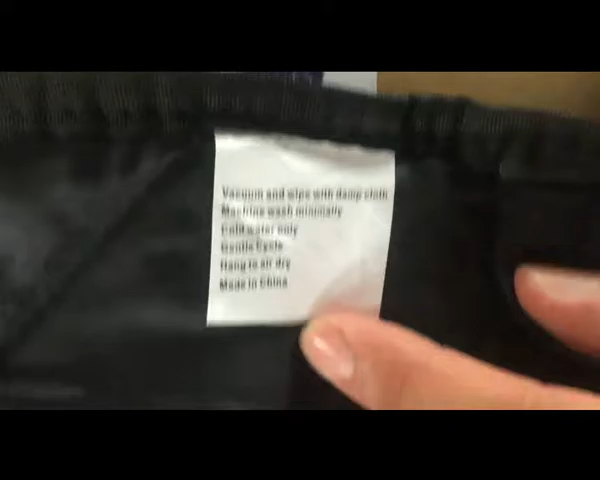 Vacuum and wipe with damp cloth
Machine wash minimally
Cold water only
Gentle Cycle
Hang to air dry
Made in China